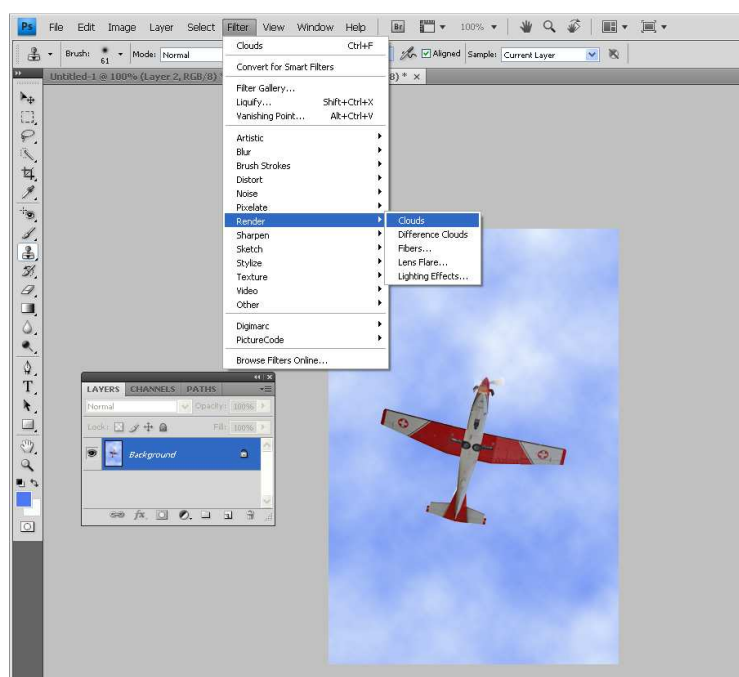 Ps File Edit Image Layer Select Filter View Window Help Br 100%
Brush: 61 Mode: Normal Aligned Sample: Current Layer
Untitled-1 @ 100% (Layer 2, RGB/8) * 8) * ×
Clouds Ctrl+F
Convert for Smart Filters
Filter Gallery...
Liquify... Shift+Ctrl+X
Vanishing Point... Alt+Ctrl+V
Artistic
Blur
Brush Strokes
Distort
Noise
Pixelate
Render
Sharpen
Sketch
Stylize
Texture
Video
Other
Digimarc
PictureCode
Browse Filters Online...
Clouds
Difference Clouds
Fibers...
Lens Flare...
Lighting Effects...
LAYERS CHANNELS PATHS
Normal Opacity: 100%
Lock: Fill: 100%
Background
fx
T